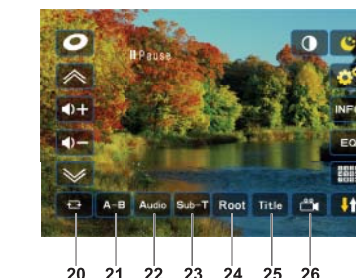 Pause
INFO
EQ
A-B Audio Sub-T Root Title
20 21 22 23 24 25 26